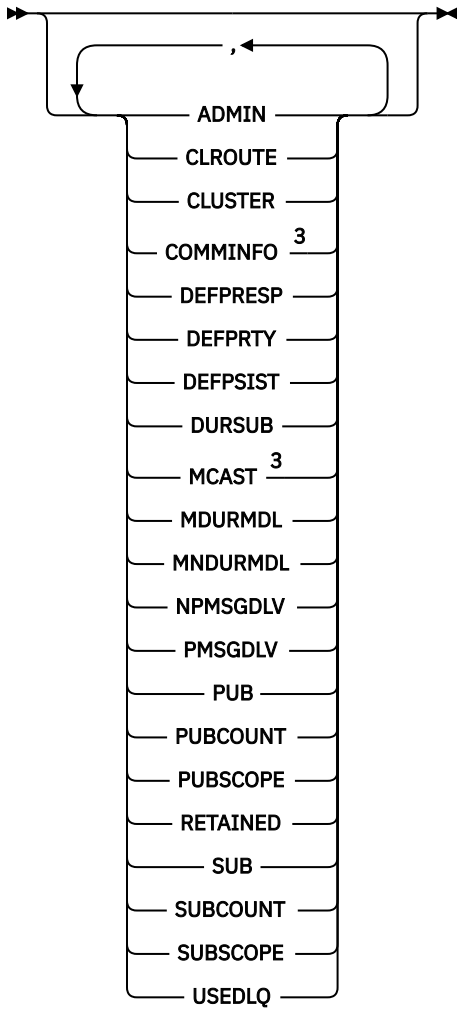 ,
ADMIN
CLROUTE
CLUSTER
COMMINFO 3
DEFPRESP
DEFPRTY
DEFPSIST
DURSUB
MCAST 3
MDURMDL
MNDURMDL
NPMSGDLV
PMSGDLV
PUB
PUBCOUNT
PUBSCOPE
RETAINED
SUB
SUBCOUNT
SUBSCOPE
USEDLQ